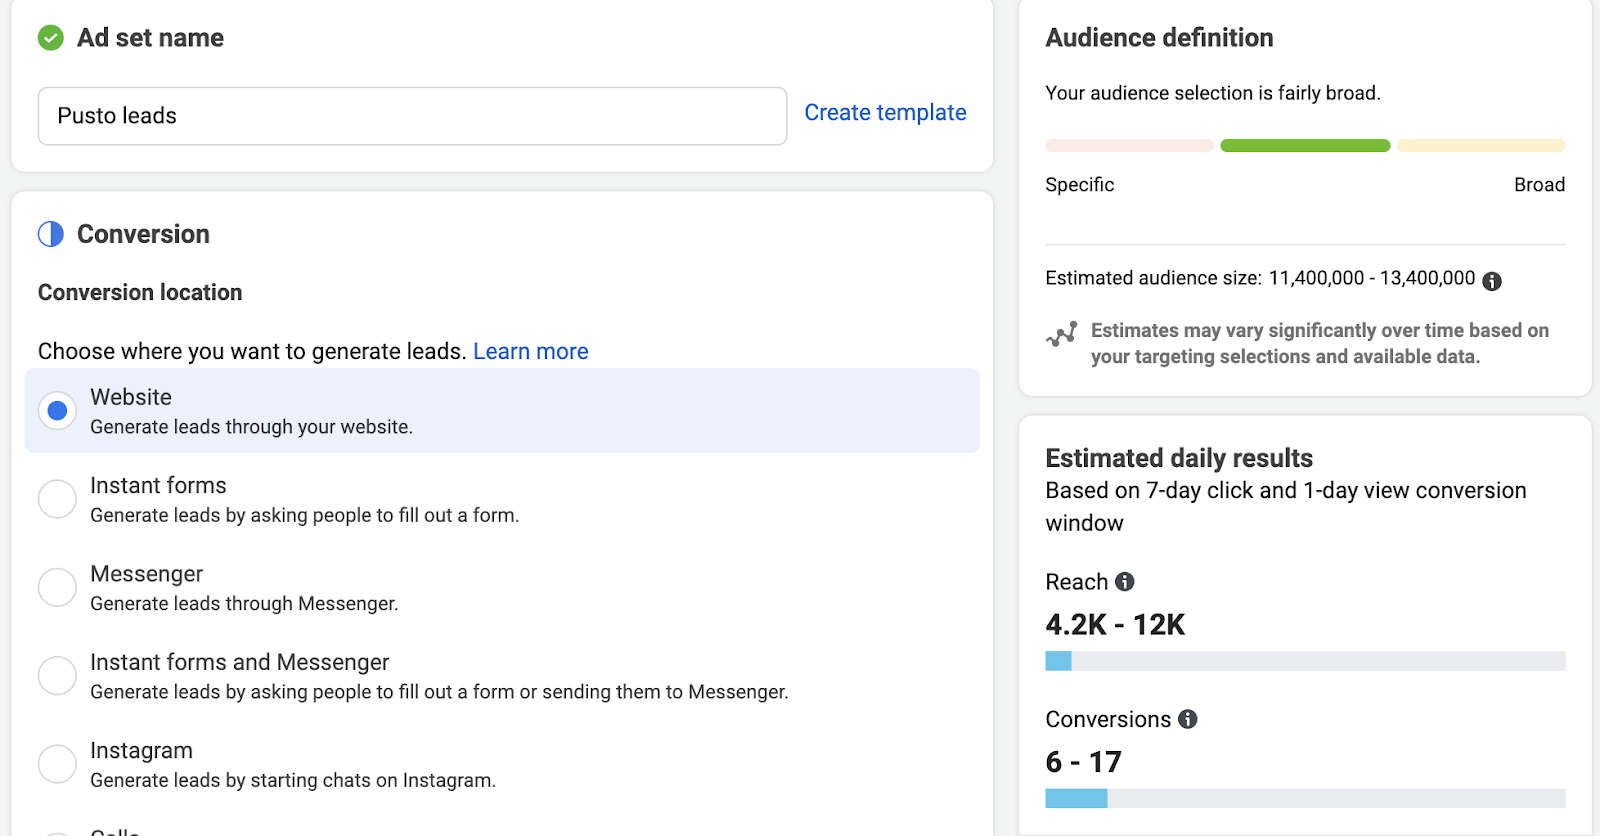 Ad set name
Pusto leads
Create template
Conversion
Conversion location
Choose where you want to generate leads. Learn more
Website
Generate leads through your website.
Instant forms
Generate leads by asking people to fill out a form.
Messenger
Generate leads through Messenger.
Instant forms and Messenger
Generate leads by asking people to fill out a form or sending them to Messenger.
Instagram
Generate leads by starting chats on Instagram.
Calls
Audience definition
Your audience selection is fairly broad.
Specific
Broad
Estimated audience size: 11,400,000 - 13,400,000
Estimates may vary significantly over time based on
your targeting selections and available data.
Estimated daily results
Based on 7-day click and 1-day view conversion
window
Reach
4.2K - 12K
Conversions
6 - 17